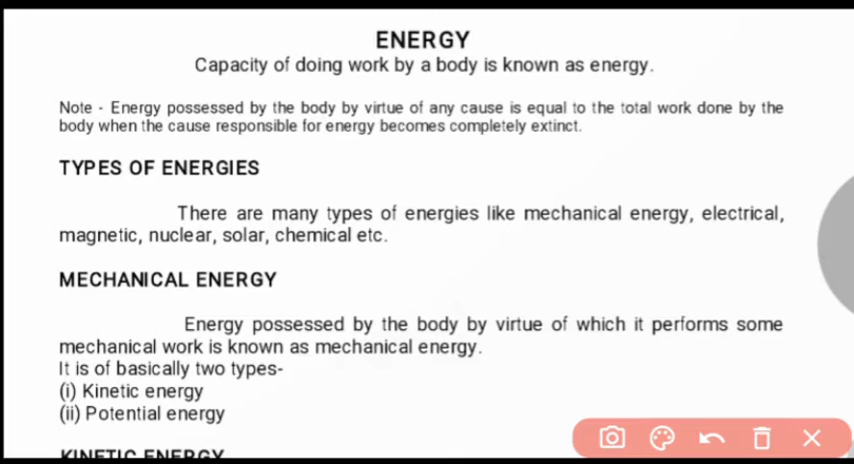 ENERGY
Capacity of doing work by a body is known as energy.
Note - Energy possessed by the body by virtue of any cause is equal to the total work done by the
body when the cause responsible for energy becomes completely extinct.
TYPES OF ENERGIES
There are many types of energies like mechanical energy, electrical,
magnetic, nuclear, solar, chemical etc.
MECHANICAL ENERGY
Energy possessed by the body by virtue of which it performs some
mechanical work is known as mechanical energy.
It is of basically two types-
(i) Kinetic energy
(ii) Potential energy
KINETIC ENERGY